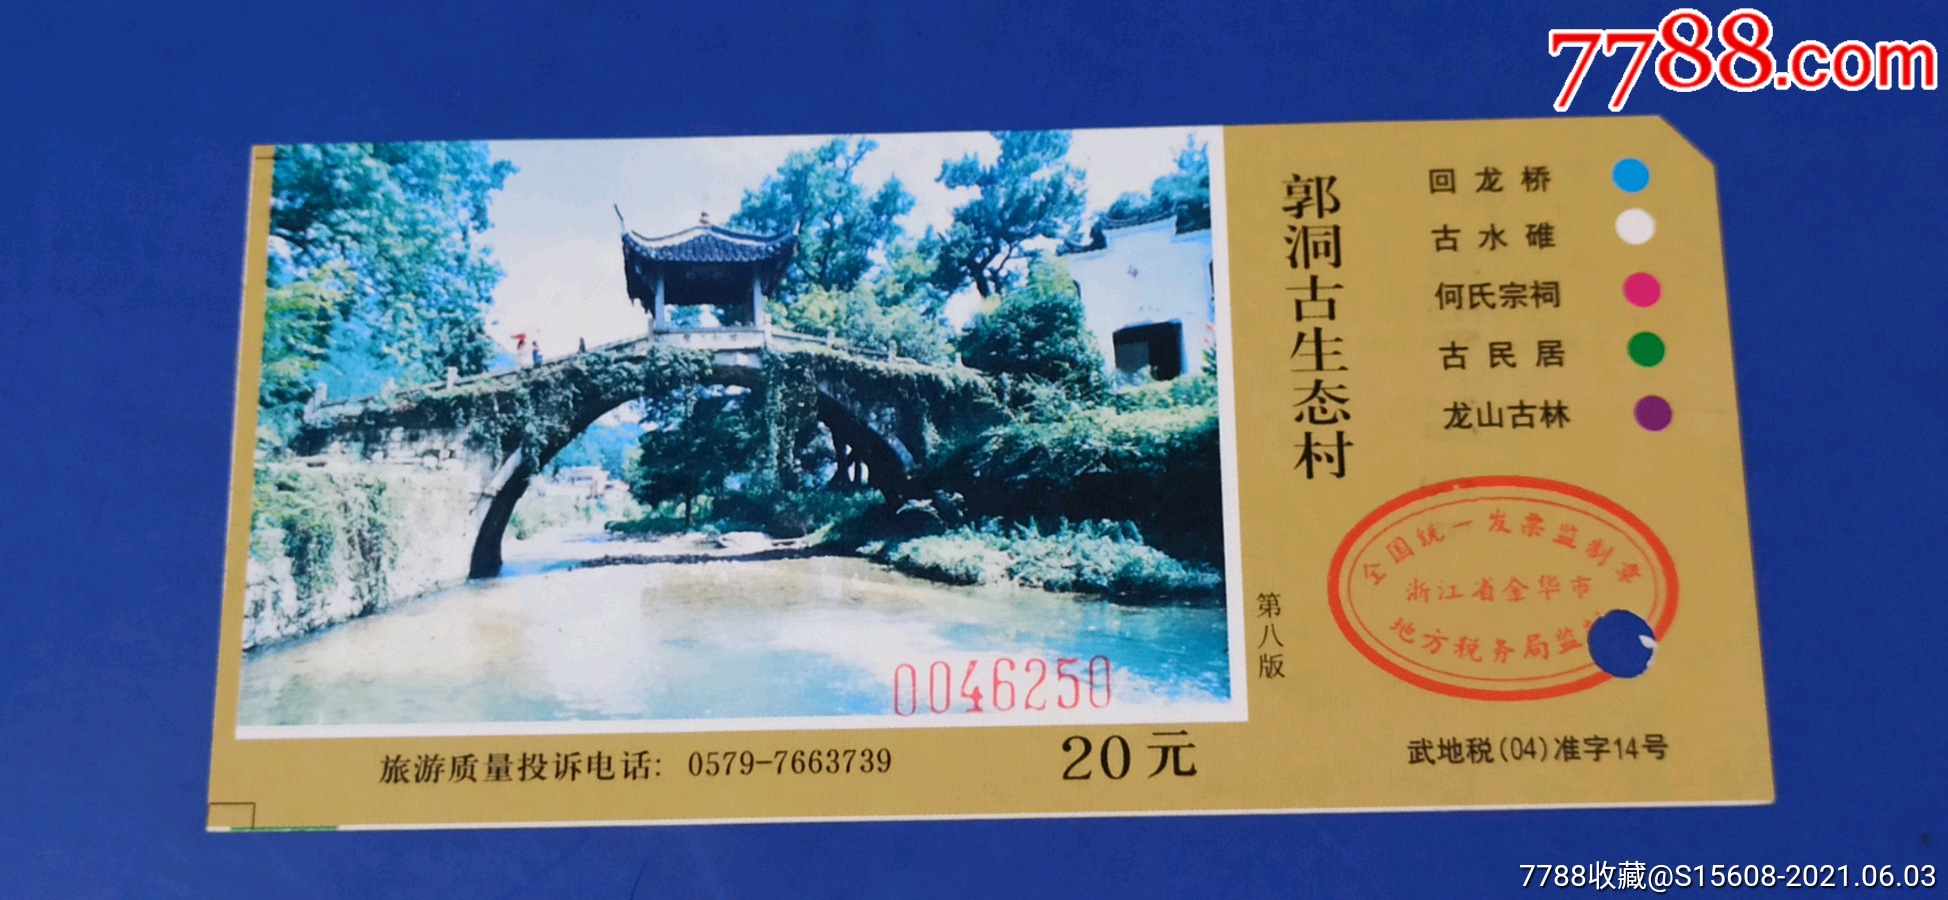 7788.com
郭洞古生态村
回龙桥
古水碓
何氏宗祠
古民居
龙山古林
全国统一发票监制章
浙江省金华市
地方税务局监
第八版
0046250
旅游质量投诉电话: 0579-7663739
20元
武地税(04)准字14号
7788收藏@S15608-2021.06.03